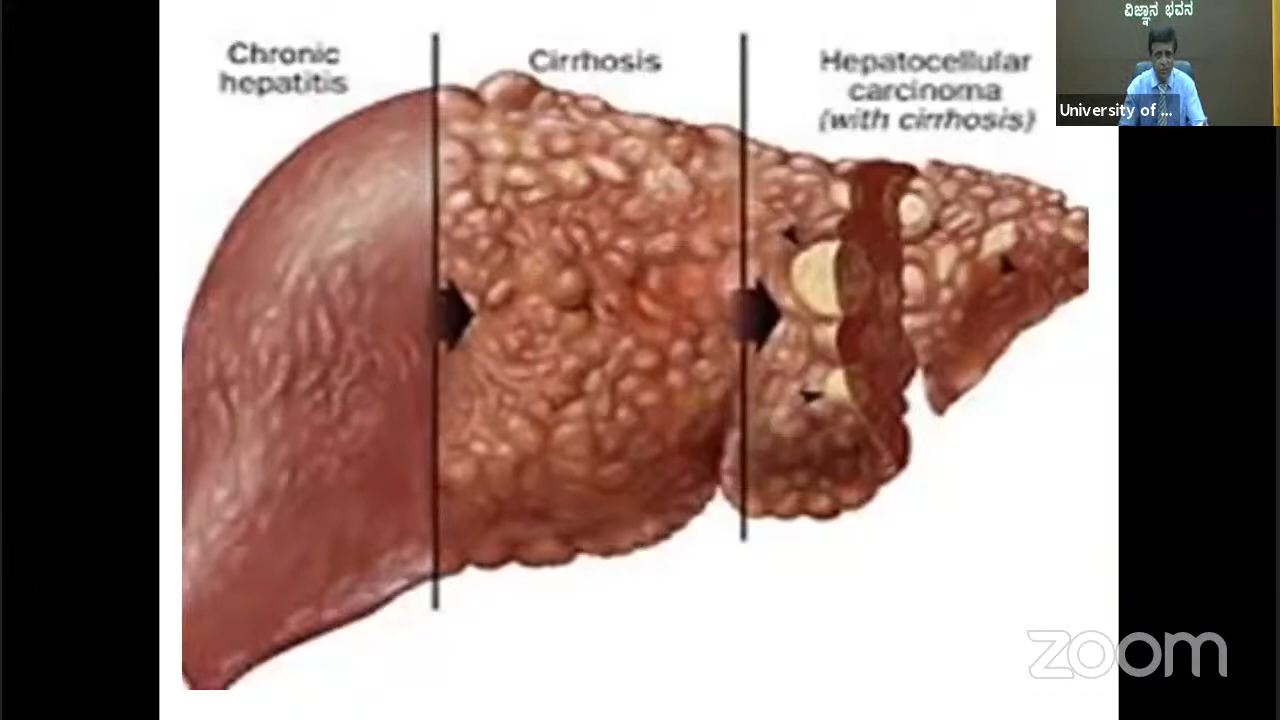 Chronic
hepatitis
Cirrhosis
Hepatocellular
carcinoma
(with cirrhosis)
ವಿಜ್ಞಾನ ಭವನ
University of ...
zoom